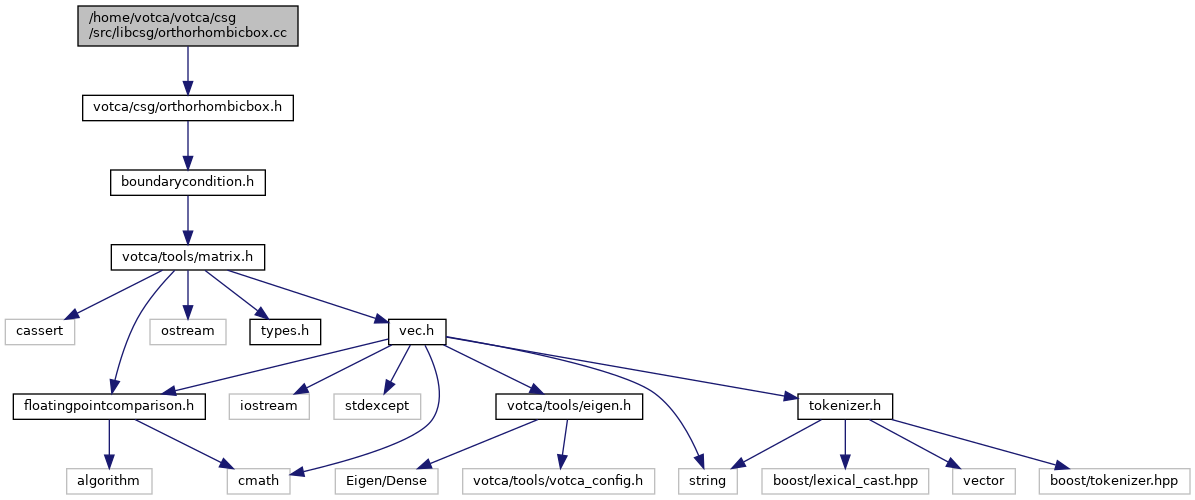 /home/votca/votca/csg
/src/libcsg/orthorhombicbox.cc
votca/csg/orthorhombicbox.h
boundarycondition.h
votca/tools/matrix.h
cassert
ostream
types.h
vec.h
floatingpointcomparison.h
iostream
stdexcept
votca/tools/eigen.h
tokenizer.h
algorithm
cmath
Eigen/Dense
votca/tools/votca_config.h
string
boost/lexical_cast.hpp
vector
boost/tokenizer.hpp